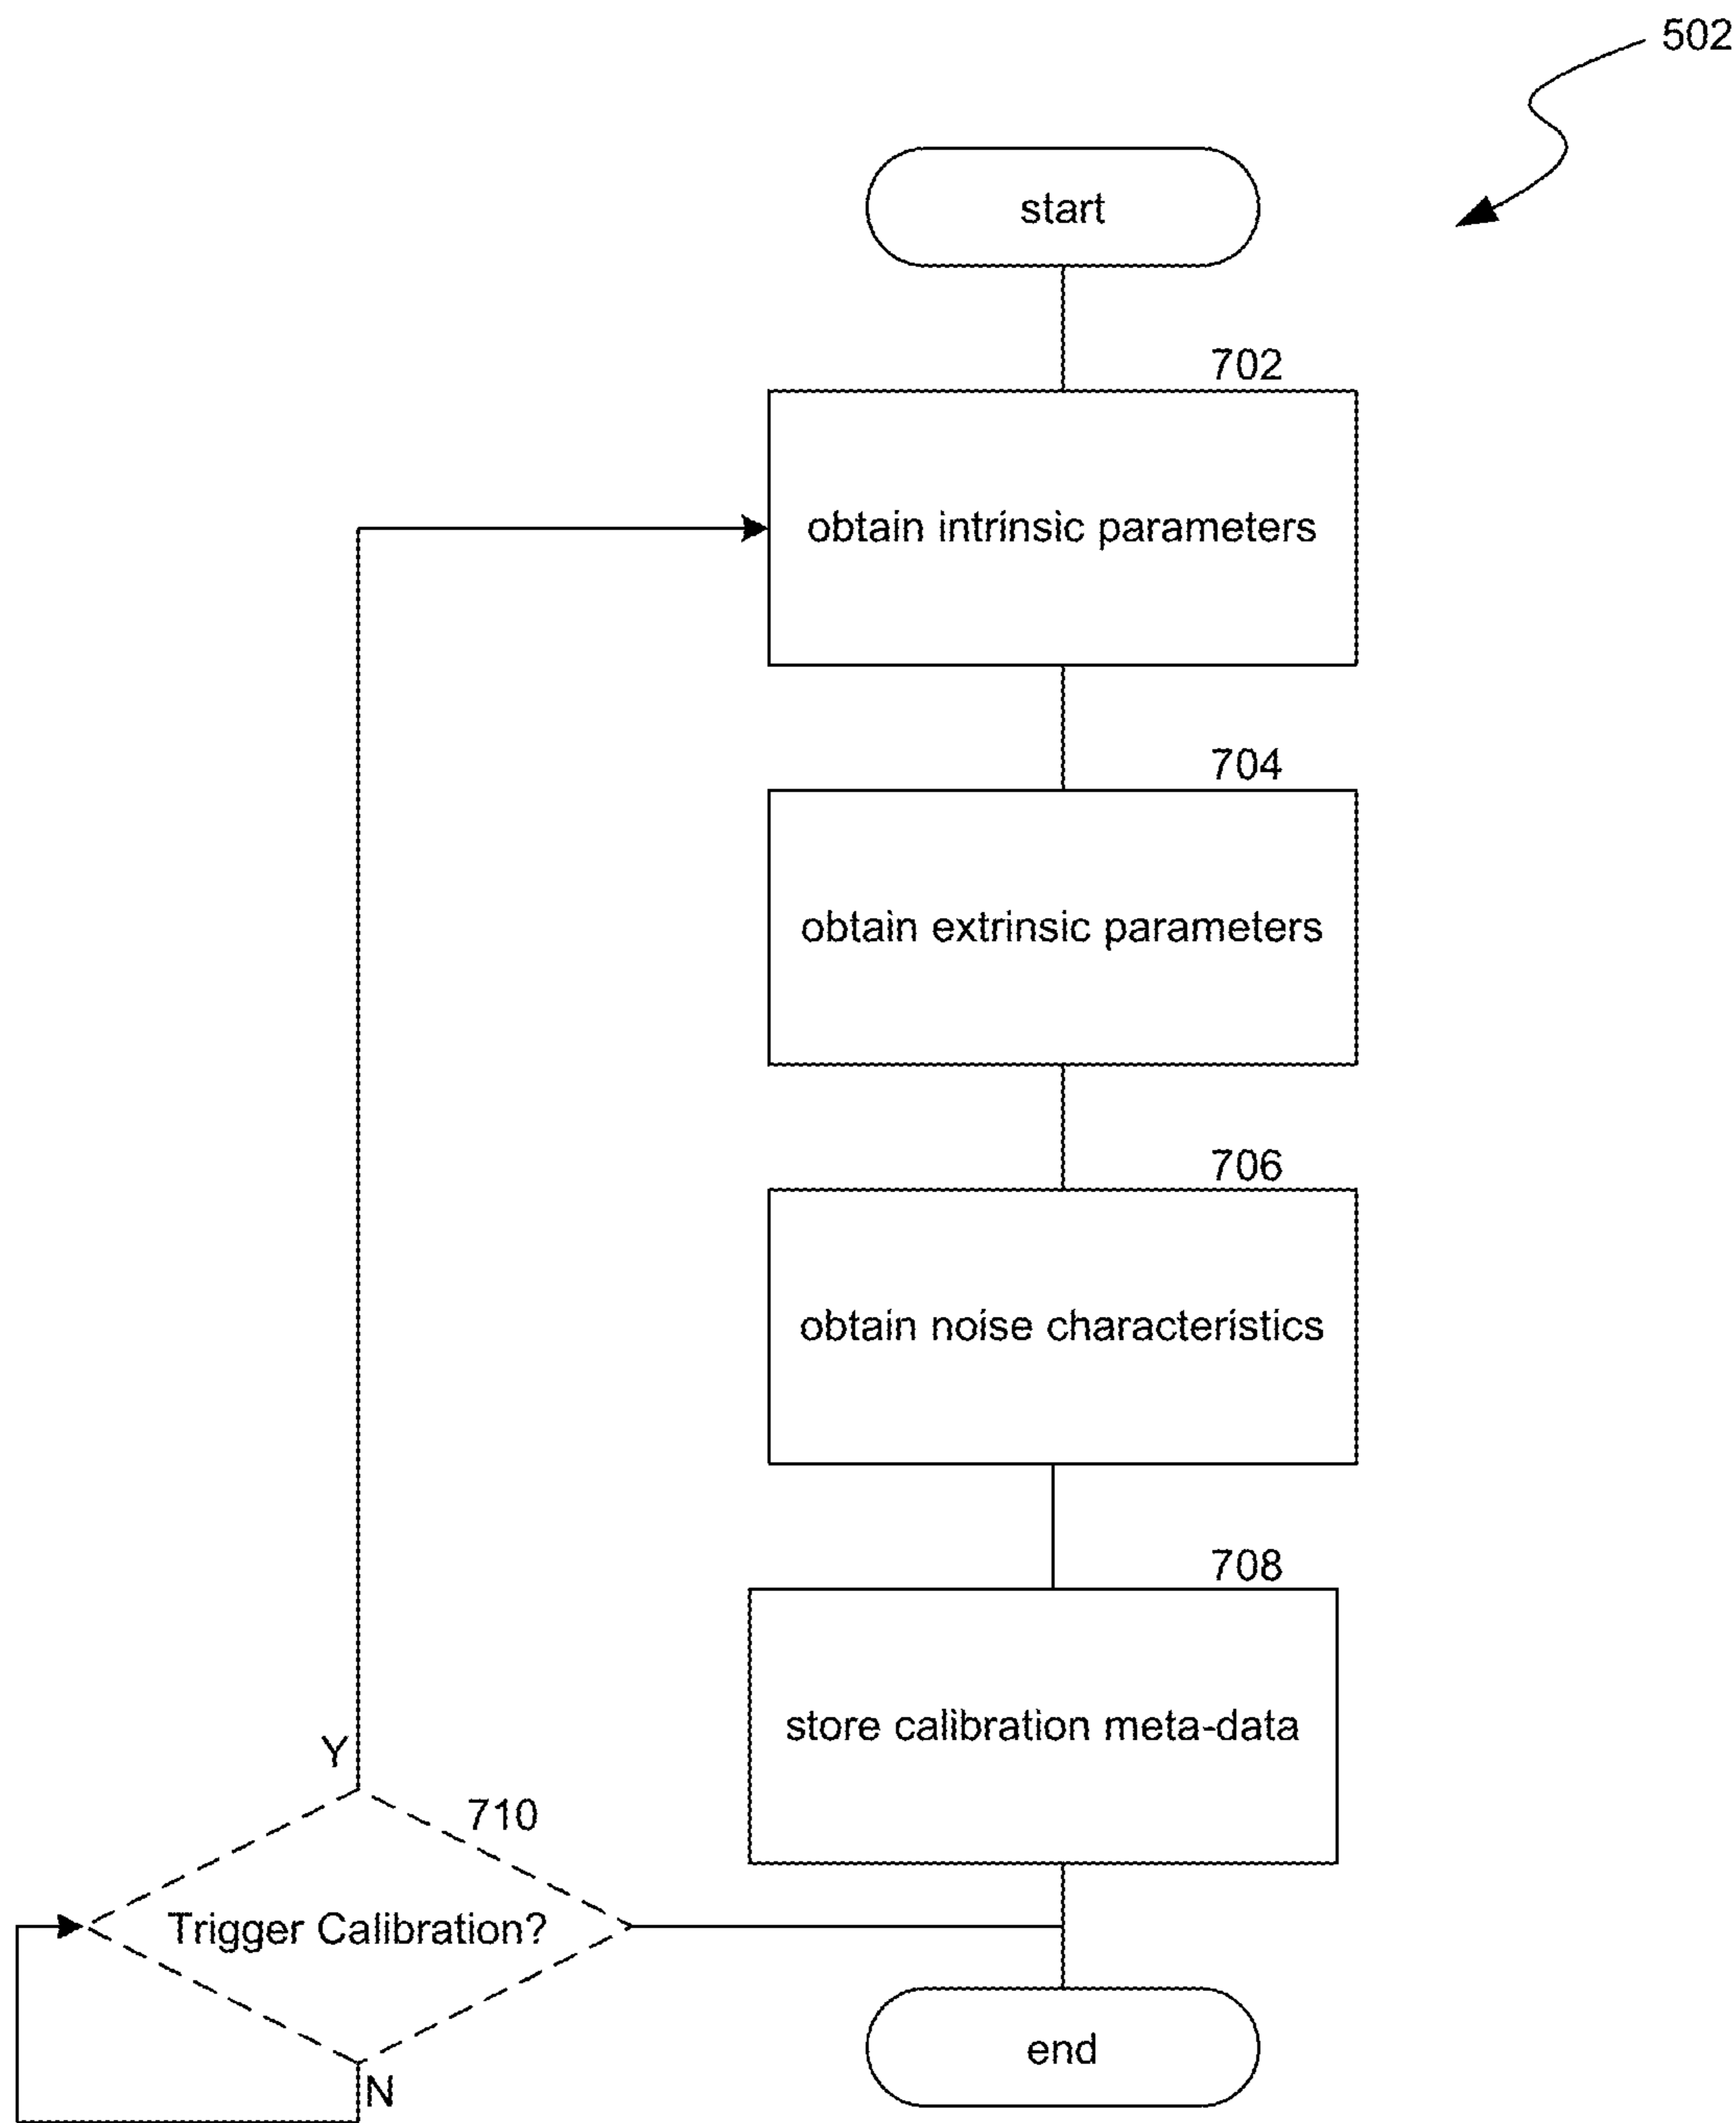 502
start
702
obtain intrinsic parameters
704
obtain extrinsic parameters
706
obtain noise characteristics
708
store calibration meta-data
Y
710
Trigger Calibration?
N
end